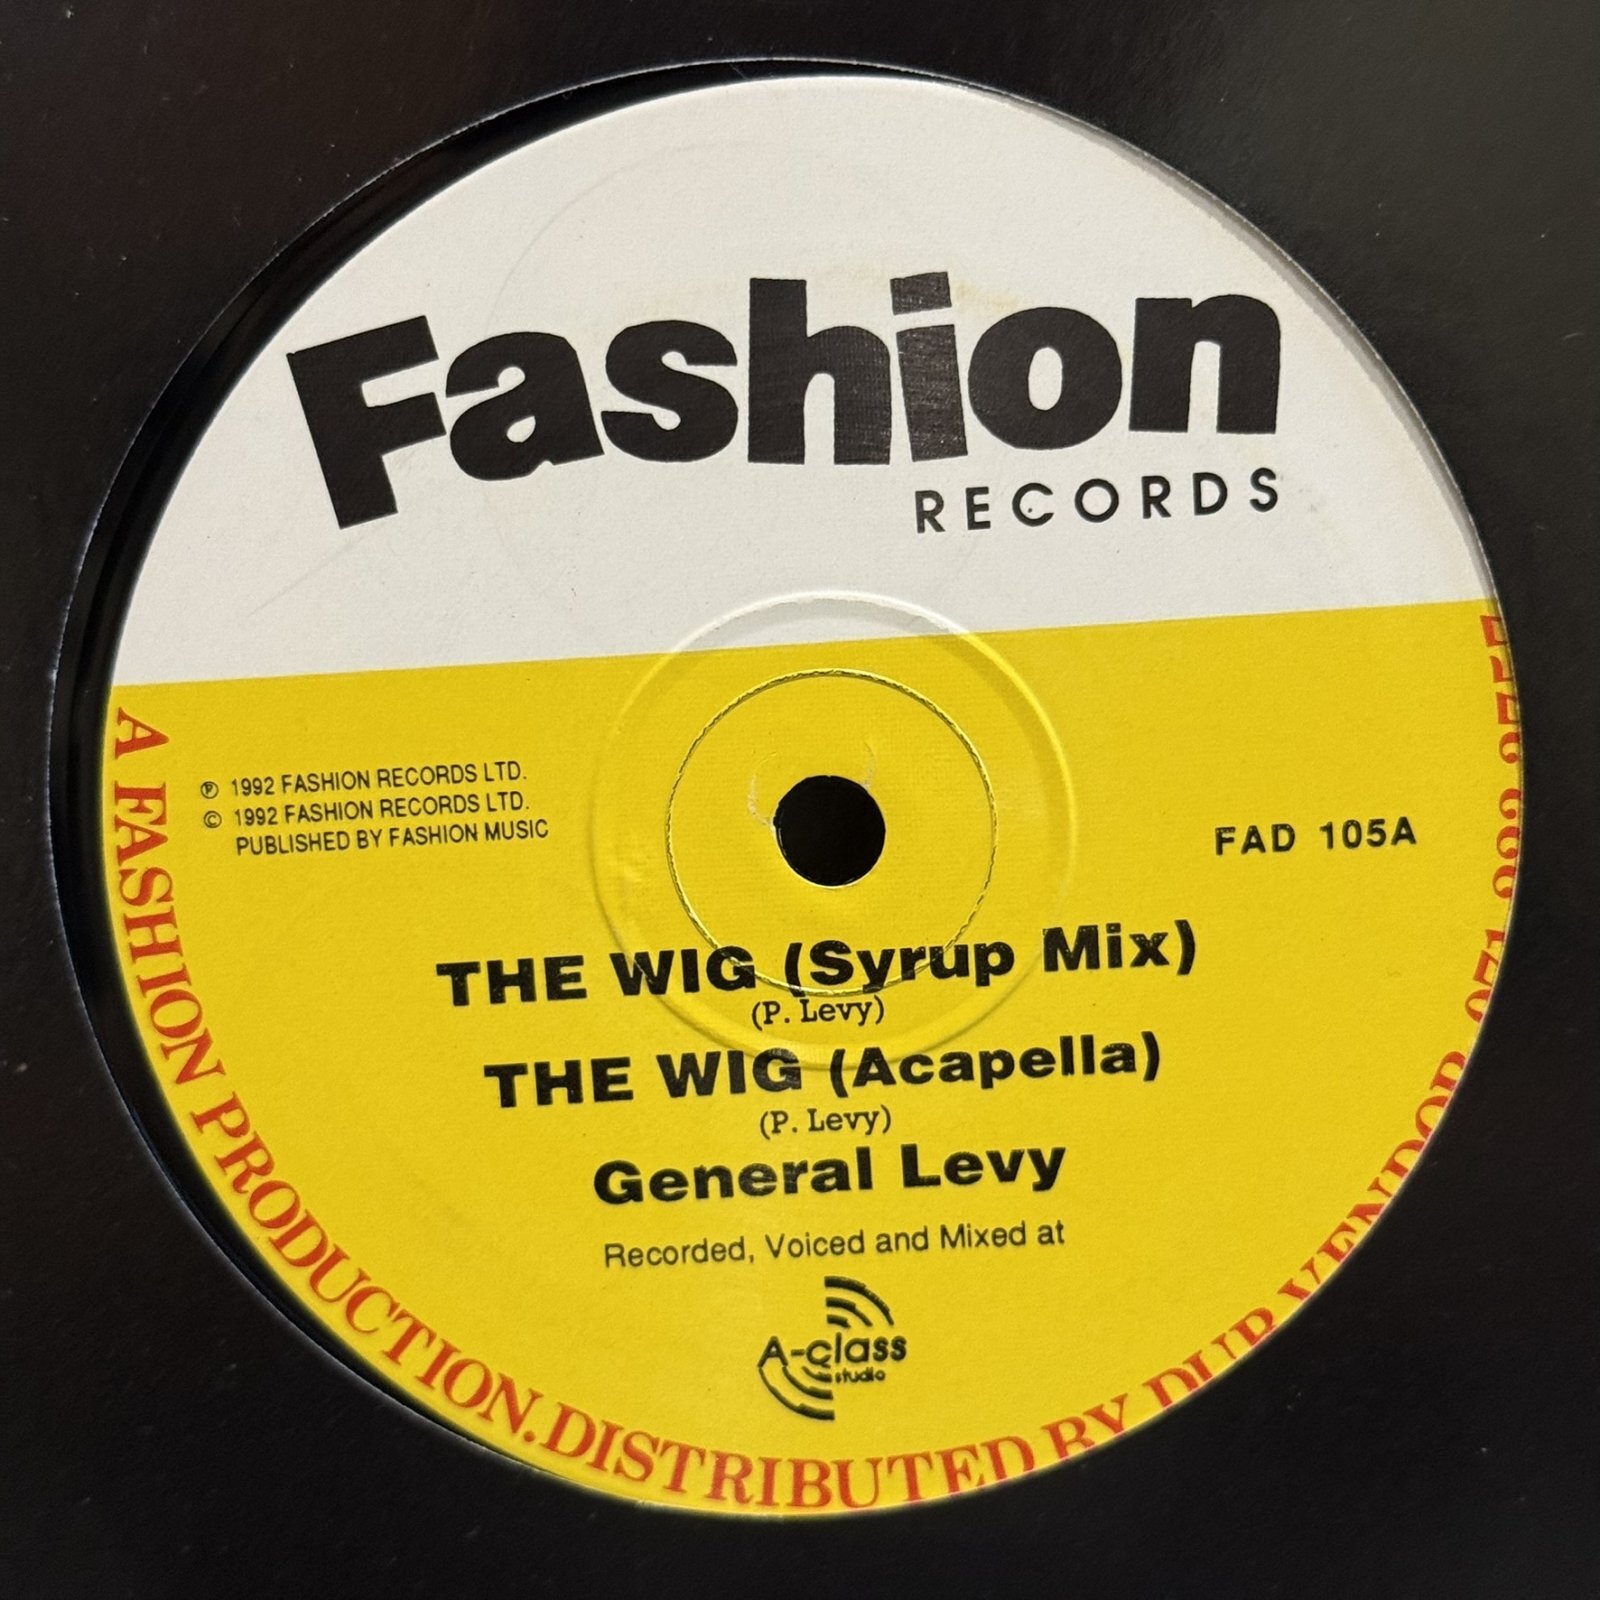 Fashion
RECORDS
℗ 1992 FASHION RECORDS LTD.
© 1992 FASHION RECORDS LTD.
PUBLISHED BY FASHION MUSIC
FAD 105A
THE WIG (Syrup Mix)
(P. Levy)
THE WIG (Acapella)
(P. Levy)
General Levy
Recorded, Voiced and Mixed at
A-class
studio
A FASHION PRODUCTION. DISTRIBUTED BY DUB VENDOR